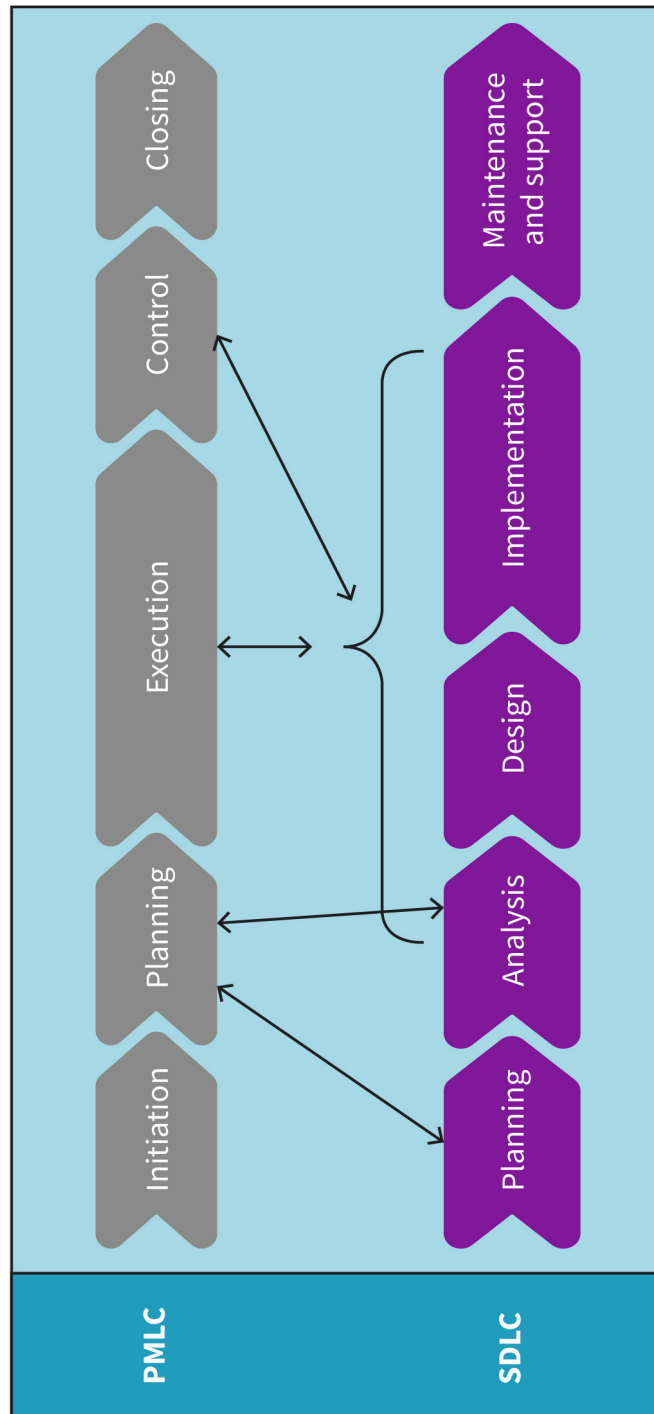 PMLC
Initiation
Planning
Execution
Control
Closing
SDLC
Planning
Analysis
Design
Implementation
Maintenance
and support